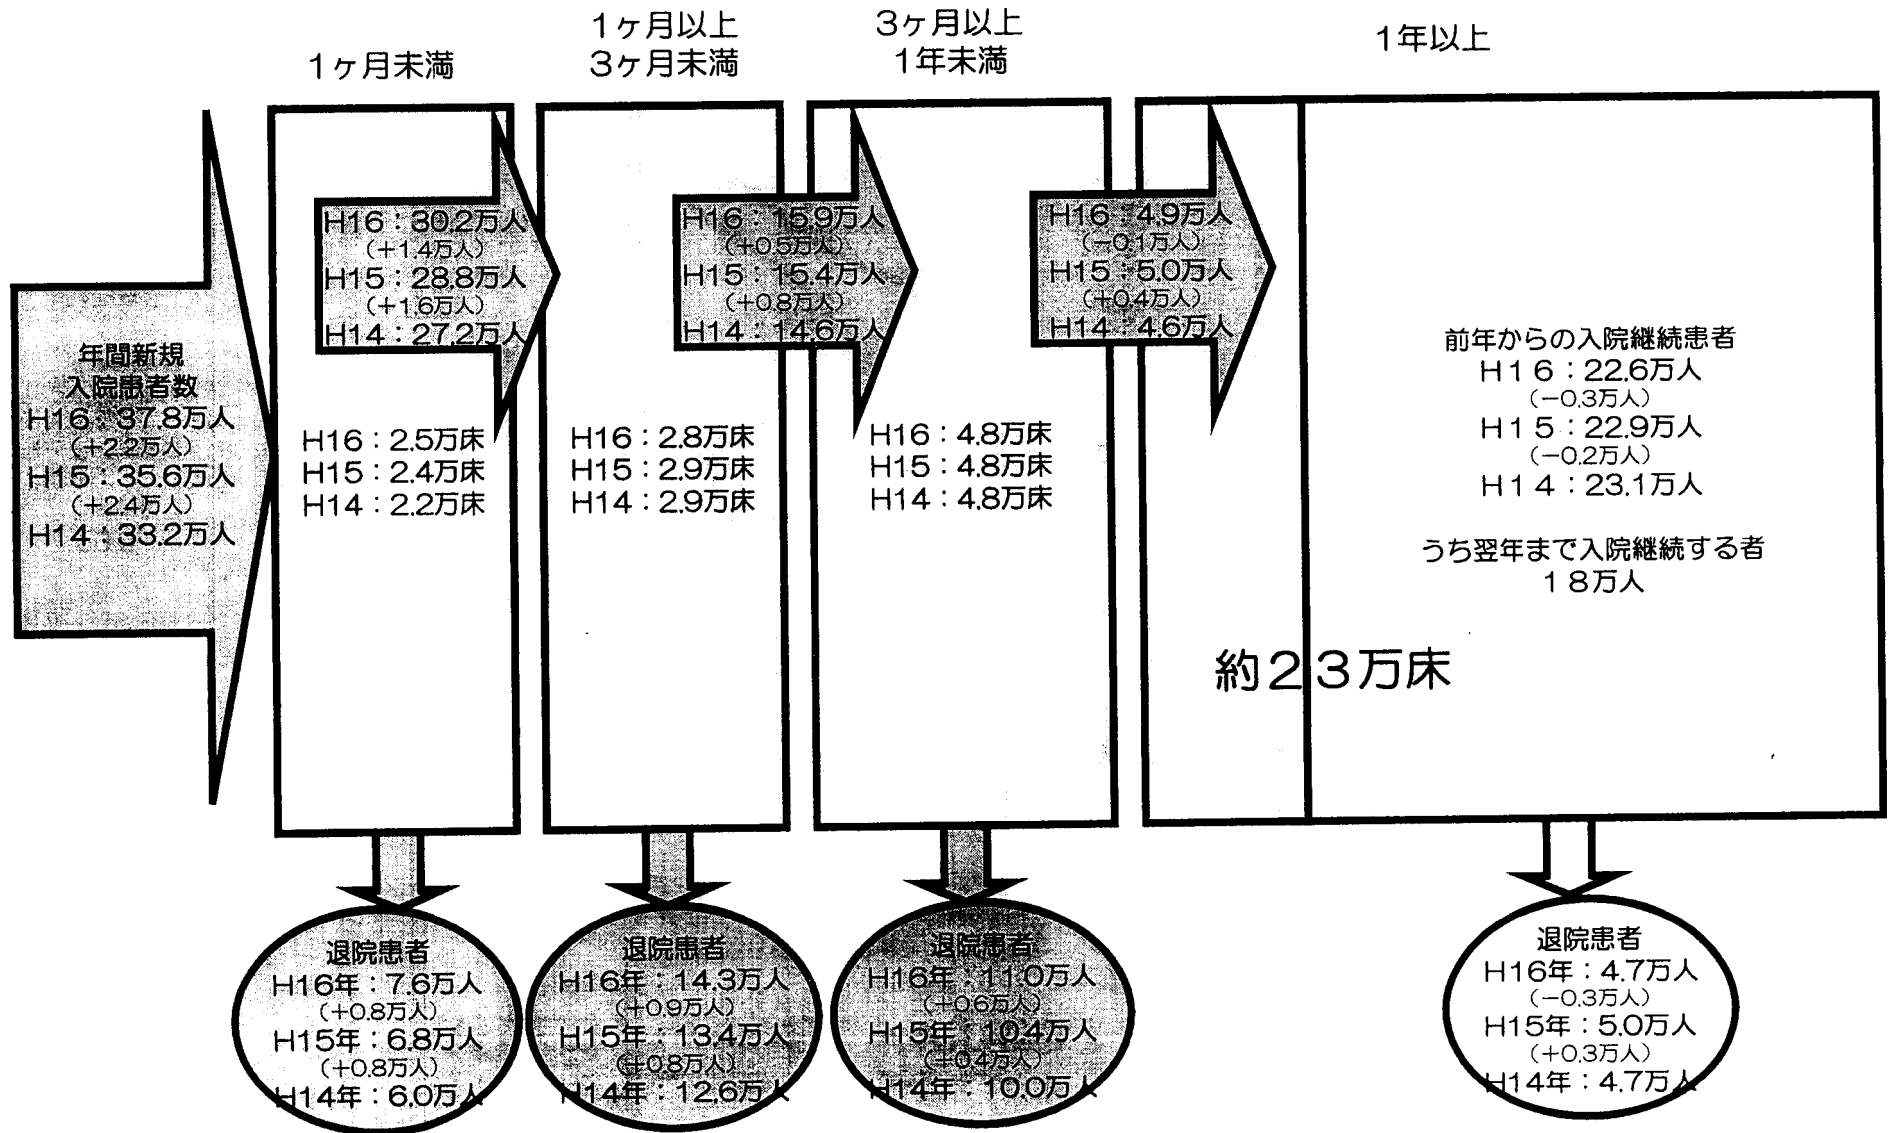 1ヶ月未満
1ヶ月以上
3ヶ月未満
3ヶ月以上
1年未満
1年以上
年間新規
入院患者数
H16：37.8万人
（+2.2万人）
H15：35.6万人
（+2.4万人）
H14：33.2万人
H16：30.2万人
（+1.4万人）
H15：28.8万人
（+1.6万人）
H14：27.2万人
H16：2.5万床
H15：2.4万床
H14：2.2万床
H16：15.9万人
（+0.5万人）
H15：15.4万人
（+0.8万人）
H14：14.6万人
H16：2.8万床
H15：2.9万床
H14：2.9万床
H16：4.9万人
（−0.1万人）
H15：5.0万人
（+0.4万人）
H14：4.6万人
H16：4.8万床
H15：4.8万床
H14：4.8万床
前年からの入院継続患者
H16：22.6万人
（−0.3万人）
H15：22.9万人
（−0.2万人）
H14：23.1万人
うち翌年まで入院継続する者
18万人
約23万床
退院患者
H16年：7.6万人
（+0.8万人）
H15年：6.8万人
（+0.8万人）
H14年：6.0万人
退院患者
H16年：14.3万人
（+0.9万人）
H15年：13.4万人
（+0.8万人）
H14年：12.6万人
退院患者
H16年：11.0万人
（+0.6万人）
H15年：10.4万人
（+0.4万人）
H14年：10.0万人
退院患者
H16年：4.7万人
（−0.3万人）
H15年：5.0万人
（+0.3万人）
H14年：4.7万人